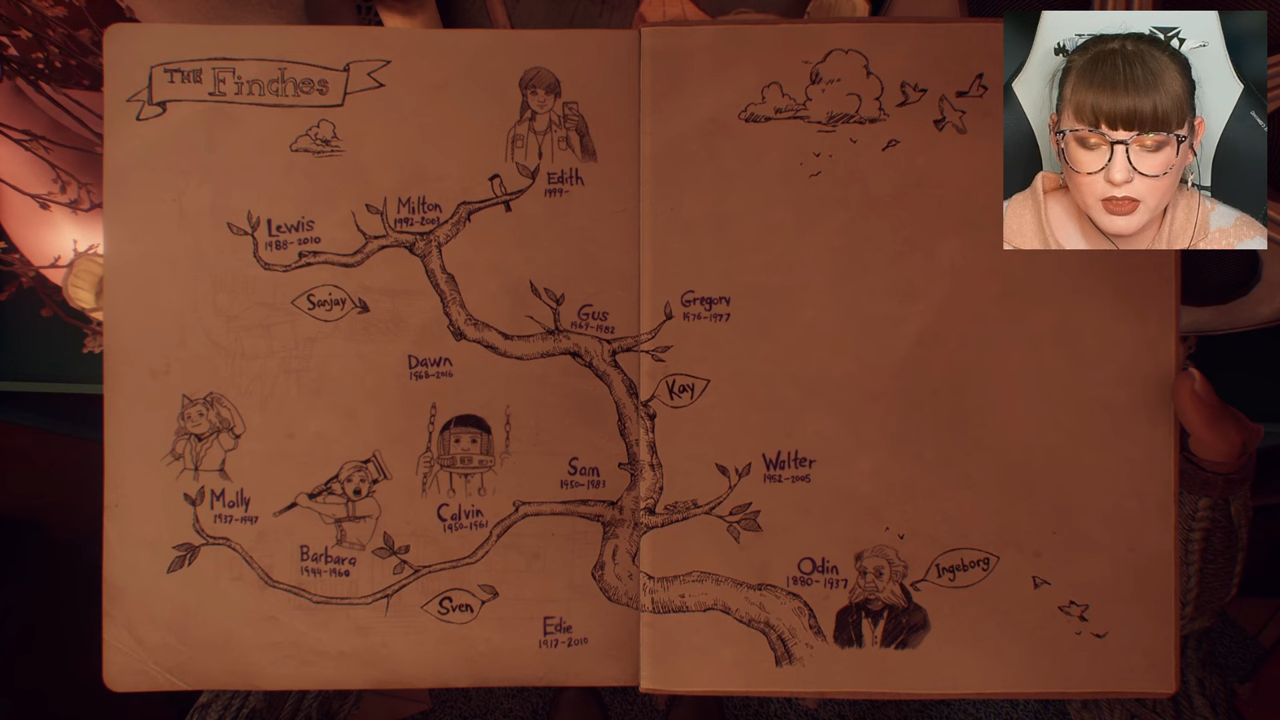 THE Finches
Edith
1999-
Milton
1992-2003
Lewis
1988-2010
Sanjay
Gus
1969-1982
Gregory
1976-1977
Dawn
1968-2016
Kay
Sam
1950-1983
Walter
1952-2005
Molly
1937-1947
Calvin
1950-1961
Barbara
1944-1960
Odin
1880-1937
Ingeborg
Sven
Edie
1917-2010